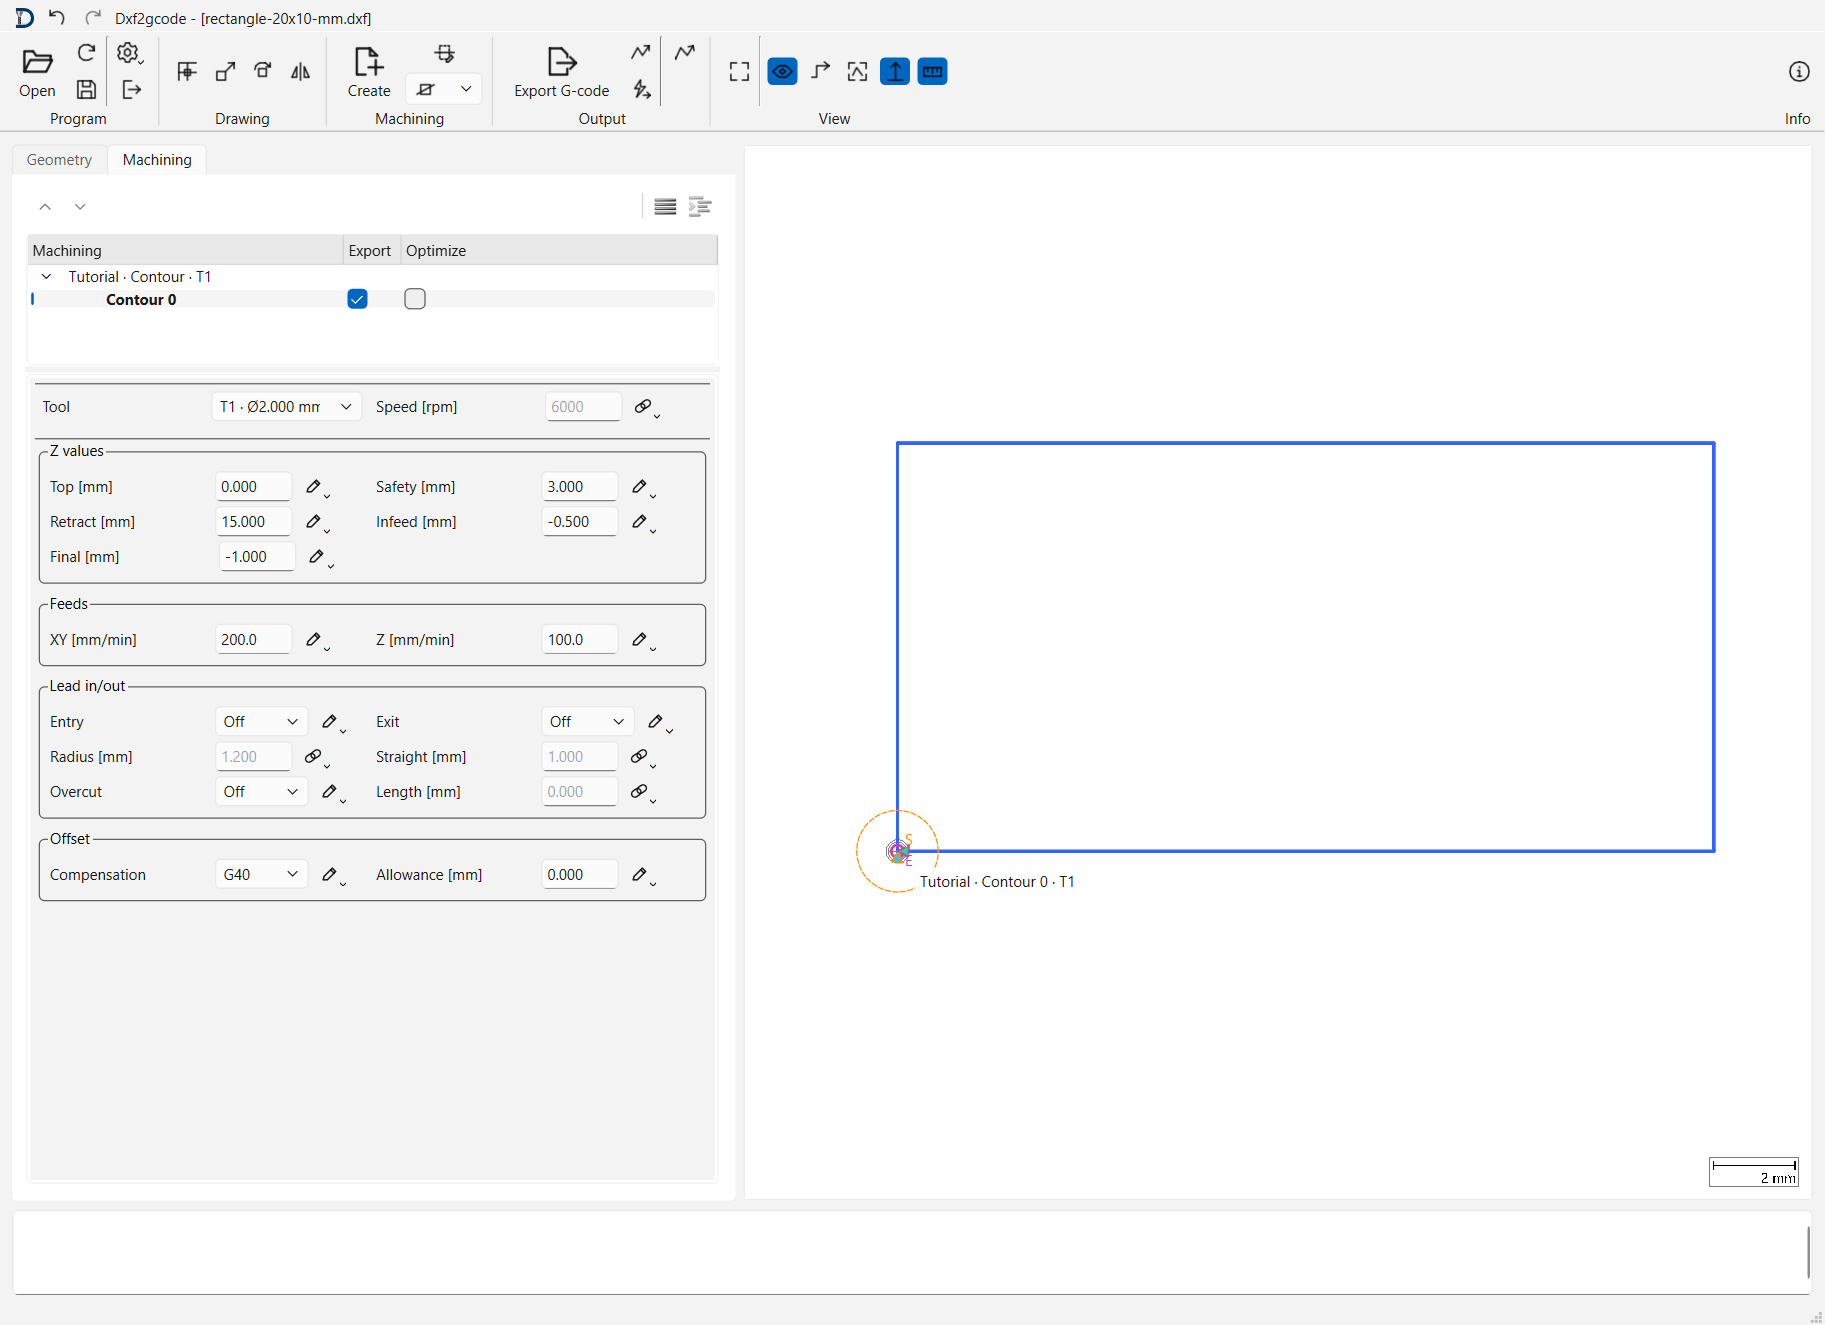 Dxf2gcode - [rectangle-20x10-mm.dxf]
Open
Create
Export G-code
Program
Drawing
Machining
Output
View
Info
Geometry
Machining
Machining
Export
Optimize
Tutorial · Contour · T1
Contour 0
Tool
T1 · Ø2.000 mm
Speed [rpm]
6000
Z values
Top [mm]
0.000
Safety [mm]
3.000
Retract [mm]
15.000
Infeed [mm]
-0.500
Final [mm]
-1.000
Feeds
XY [mm/min]
200.0
Z [mm/min]
100.0
Lead in/out
Entry
Off
Exit
Off
Radius [mm]
1.200
Straight [mm]
1.000
Overcut
Off
Length [mm]
0.000
Offset
Compensation
G40
Allowance [mm]
0.000
S
E
Tutorial · Contour 0 · T1
2 mm